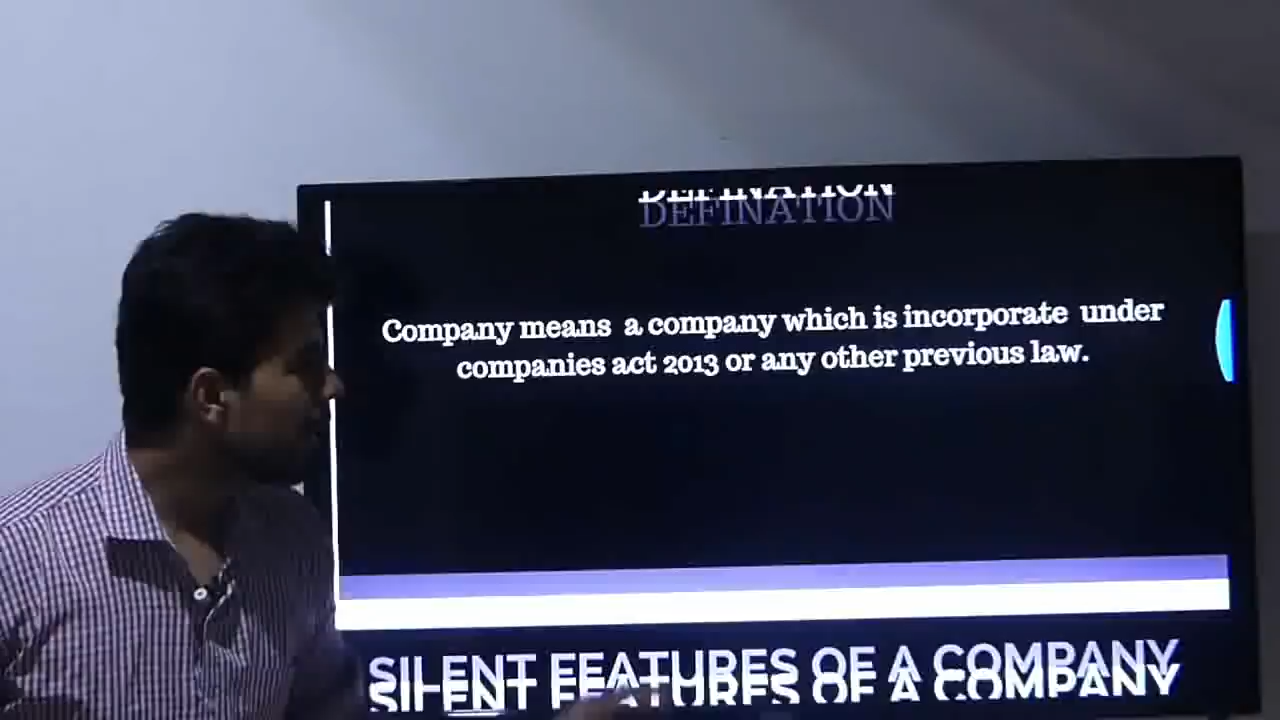 DEFINATION
Company means a company which is incorporate under
companies act 2013 or any other previous law.
SILENT FEATURES OF A COMPANY